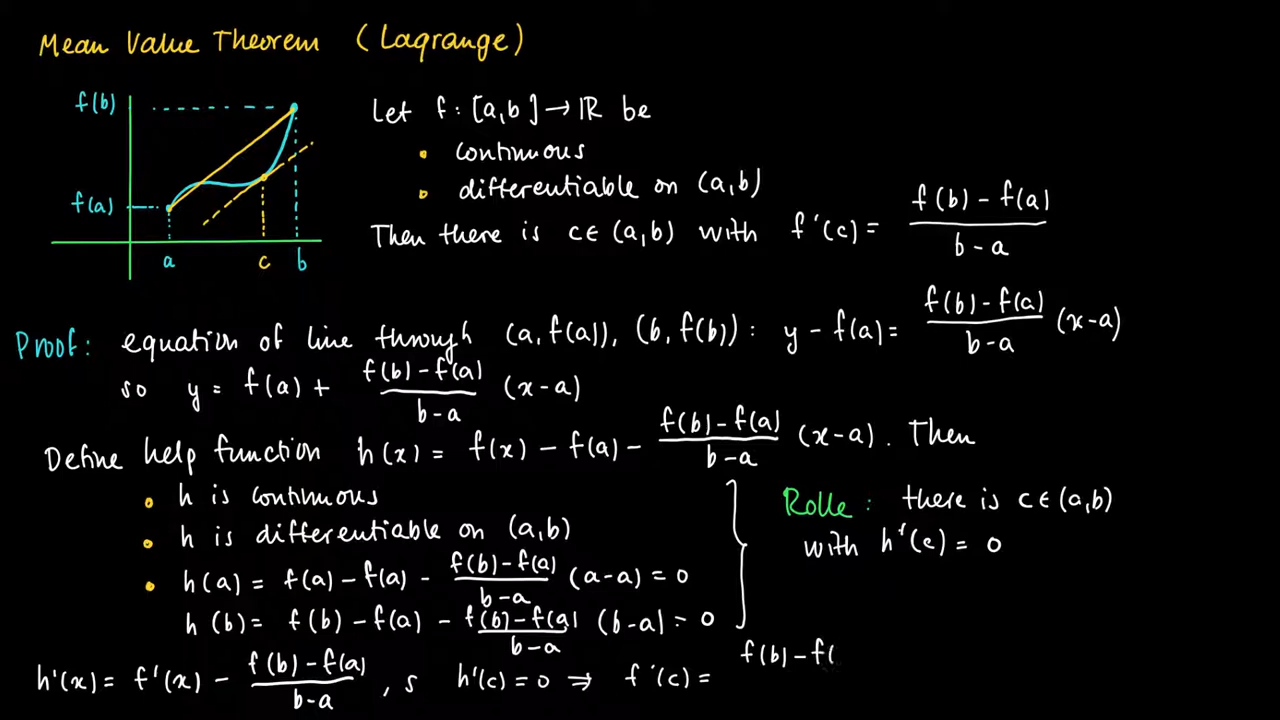 Mean Value Theorem (Lagrange)
f(b)
f(a)
a c b
Let f: [a,b] → ℝ be
• continuous
• differentiable on (a,b)
Then there is c ∈ (a,b) with f'(c) = (f(b) - f(a))/(b-a)
Proof: equation of line through (a, f(a)), (b, f(b)): y - f(a) = (f(b) - f(a))/(b-a) (x-a)
so y = f(a) + (f(b) - f(a))/(b-a) (x-a)
Define help function h(x) = f(x) - f(a) - (f(b) - f(a))/(b-a) (x-a). Then
• h is continuous
• h is differentiable on (a,b)
• h(a) = f(a) - f(a) - (f(b) - f(a))/(b-a) (a-a) = 0
h(b) = f(b) - f(a) - (f(b) - f(a))/(b-a) (b-a) = 0
Rolle: there is c ∈ (a,b)
with h'(c) = 0
h'(x) = f'(x) - (f(b) - f(a))/(b-a), s h'(c) = 0 ⇒ f'(c) = f(b) - f(